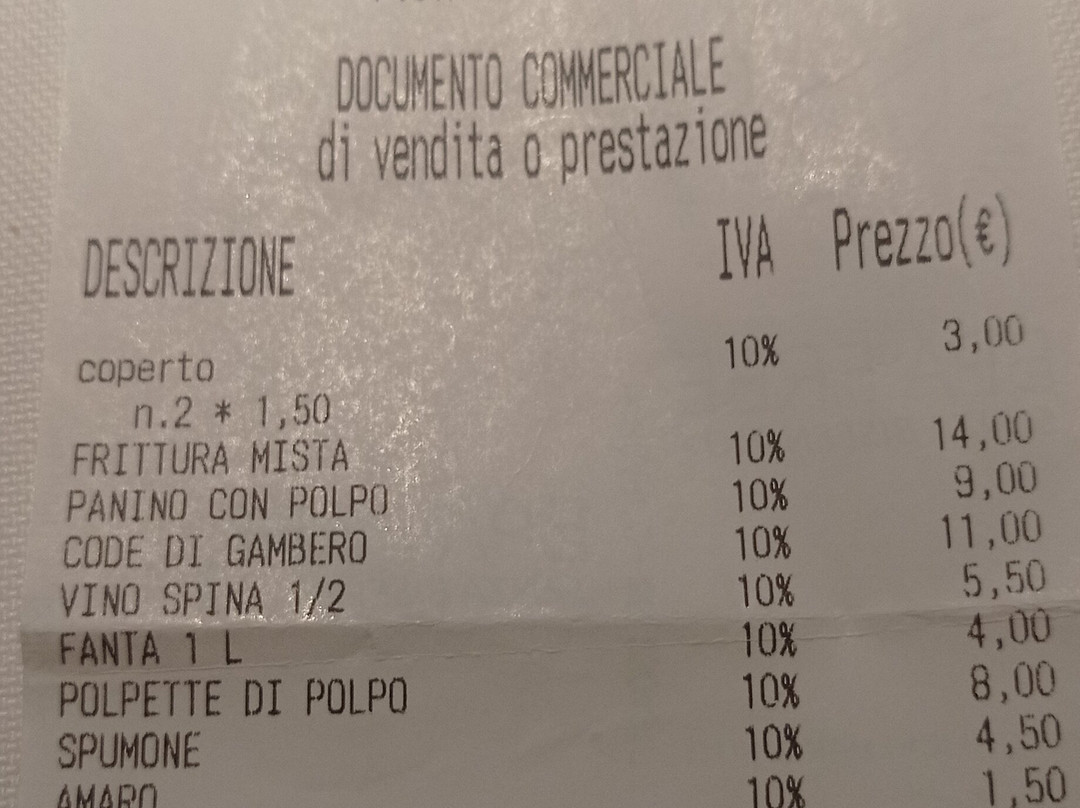 DOCUMENTO COMMERCIALE
di vendita o prestazione
DESCRIZIONE IVA Prezzo(€)
coperto 10% 3,00
n.2 * 1,50
FRITTURA MISTA 10% 14,00
PANINO CON POLPO 10% 9,00
CODE DI GAMBERO 10% 11,00
VINO SPINA 1/2 10% 5,50
FANTA 1 L 10% 4,00
POLPETTE DI POLPO 10% 8,00
SPUMONE 10% 4,50
AMARO 10% 1,50